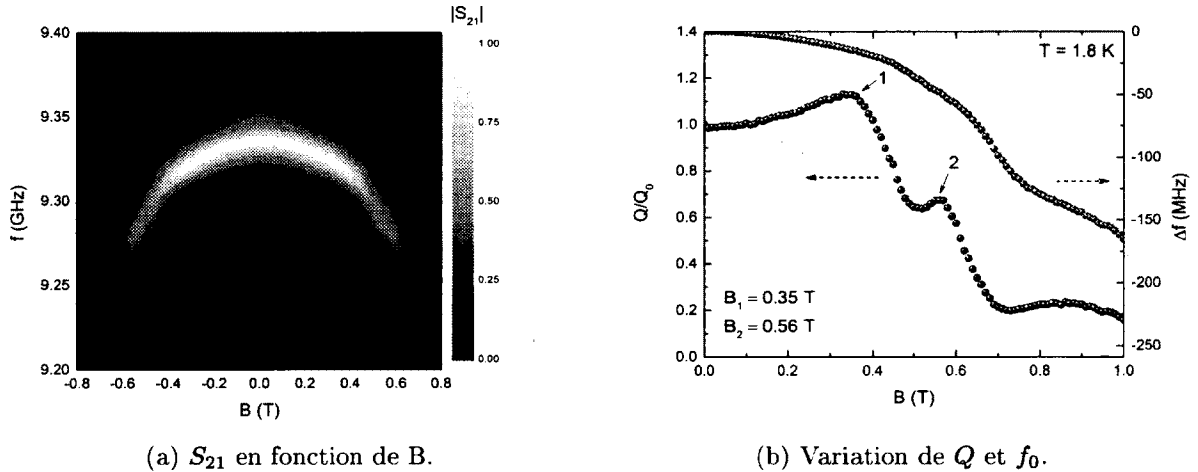 |S21|
9.40
9.35
9.30
9.25
9.20
f (GHz)
-0.8 -0.6 -0.4 -0.2 0.0 0.2 0.4 0.6 0.8
B (T)
1.00
0.75
0.50
0.25
0.00
(a) S21 en fonction de B.
1.4
1.2
1.0
0.8
0.6
0.4
0.2
0.0
Q/Q0
T = 1.8 K
1
2
B1 = 0.35 T
B2 = 0.56 T
0
-50
-100
-150
-200
-250
Δf (MHz)
0.0 0.2 0.4 0.6 0.8 1.0
B (T)
(b) Variation de Q et f0.